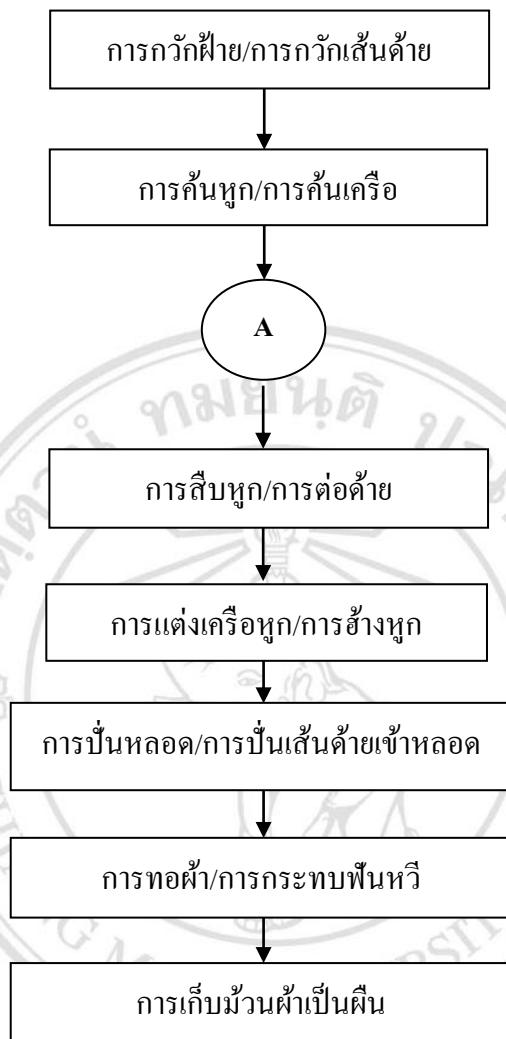 การกวักฝ้าย/การกวักเส้นด้าย
การค้นหูก/การค้นเครือ
A
การสืบหูก/การต่อด้าย
การแต่งเครือหูก/การฮ้างหูก
การปั่นหลอด/การปั่นเส้นด้ายเข้าหลอด
การทอผ้า/การกระทบฟันหวี
การเก็บม้วนผ้าเป็นผืน